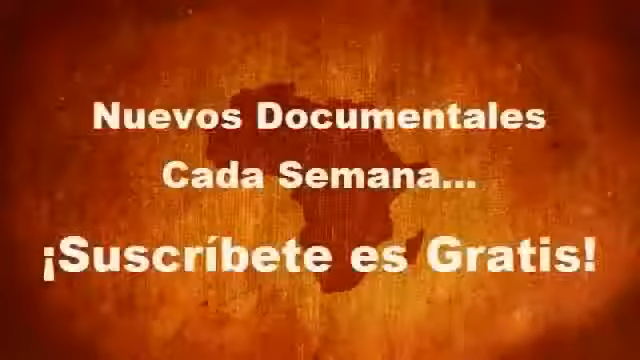 Nuevos Documentales
Cada Semana...
¡Suscríbete es Gratis!